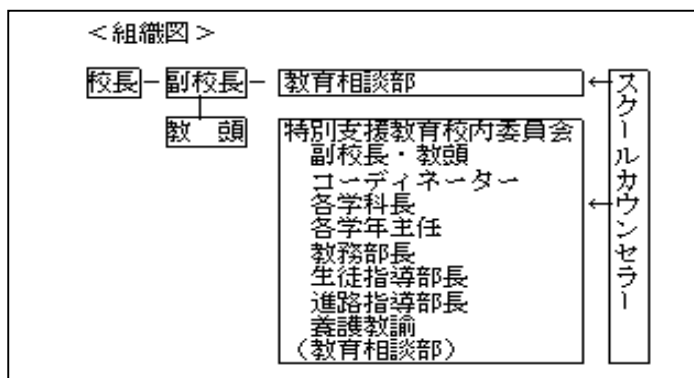 ＜組織図＞
校長－副校長－教育相談部
教　頭
特別支援教育校内委員会
副校長・教頭
コーディネーター
各学科長
各学年主任
教務部長
生徒指導部長
進路指導部長
養護教諭
（教育相談部）
←
←
スクールカウンセラー